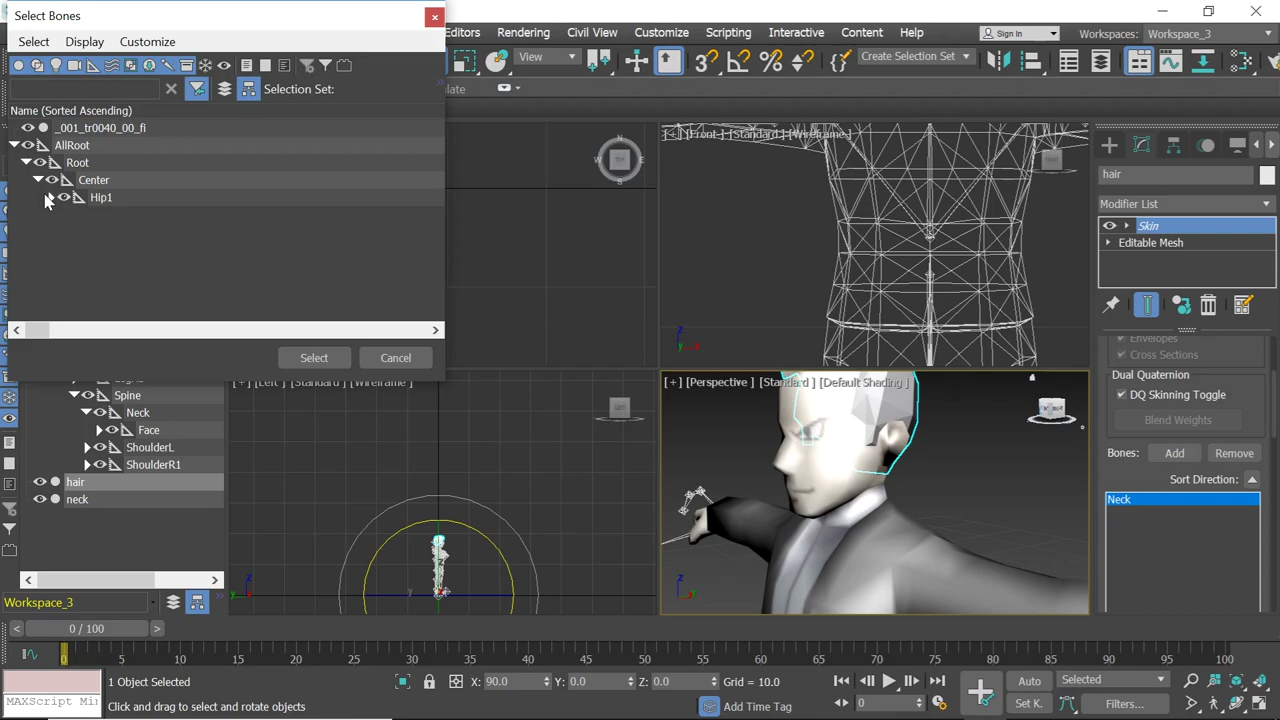 Select Bones
Select Display Customize
Editors Rendering Civil View Customize Scripting Interactive Content Sign In Workspaces: Workspace_3
View Create Selection Set
Selection Set:
Name (Sorted Ascending)
_001_tr0040_00_fi
AllRoot
Root
Center
Hip1
Select Cancel
[+] [Front] [Standard] [Wireframe]
hair
Modifier List
Skin
Editable Mesh
Envelopes
Cross Sections
Dual Quaternion
DQ Skinning Toggle
Blend Weights
Bones: Add Remove
Sort Direction:
Neck
[+] [Left] [Standard] [Wireframe]
[+] [Perspective] [Standard] [Default Shading]
Spine
Neck
Face
ShoulderL
ShoulderR1
hair
neck
Workspace_3
0 / 100
0 5 10 15 20 25 30 35 40 45 50 55 60 65 70 75 80 85 90 95 100
1 Object Selected X: 90.0 Y: 0.0 Z: 0.0 Grid = 10.0 Auto Selected
MAXScript Mi Click and drag to select and rotate objects Add Time Tag 0 Set K. Filters...